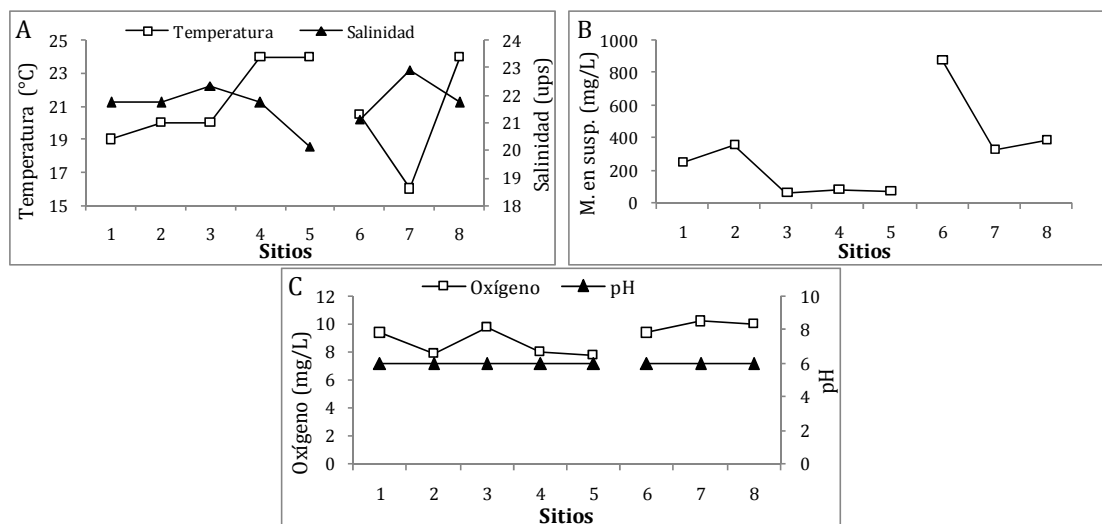 A
Temperatura
Salinidad
Temperatura (°C)
25
23
21
19
17
15
24
23
22
21
20
19
18
Salinidad (ups)
1 2 3 4 5 6 7 8
Sitios
B
M. en susp. (mg/L)
1000
800
600
400
200
0
1 2 3 4 5 6 7 8
Sitios
C
Oxígeno
pH
Oxígeno (mg/L)
12
10
8
6
4
2
0
10
8
6
4
2
0
pH
1 2 3 4 5 6 7 8
Sitios